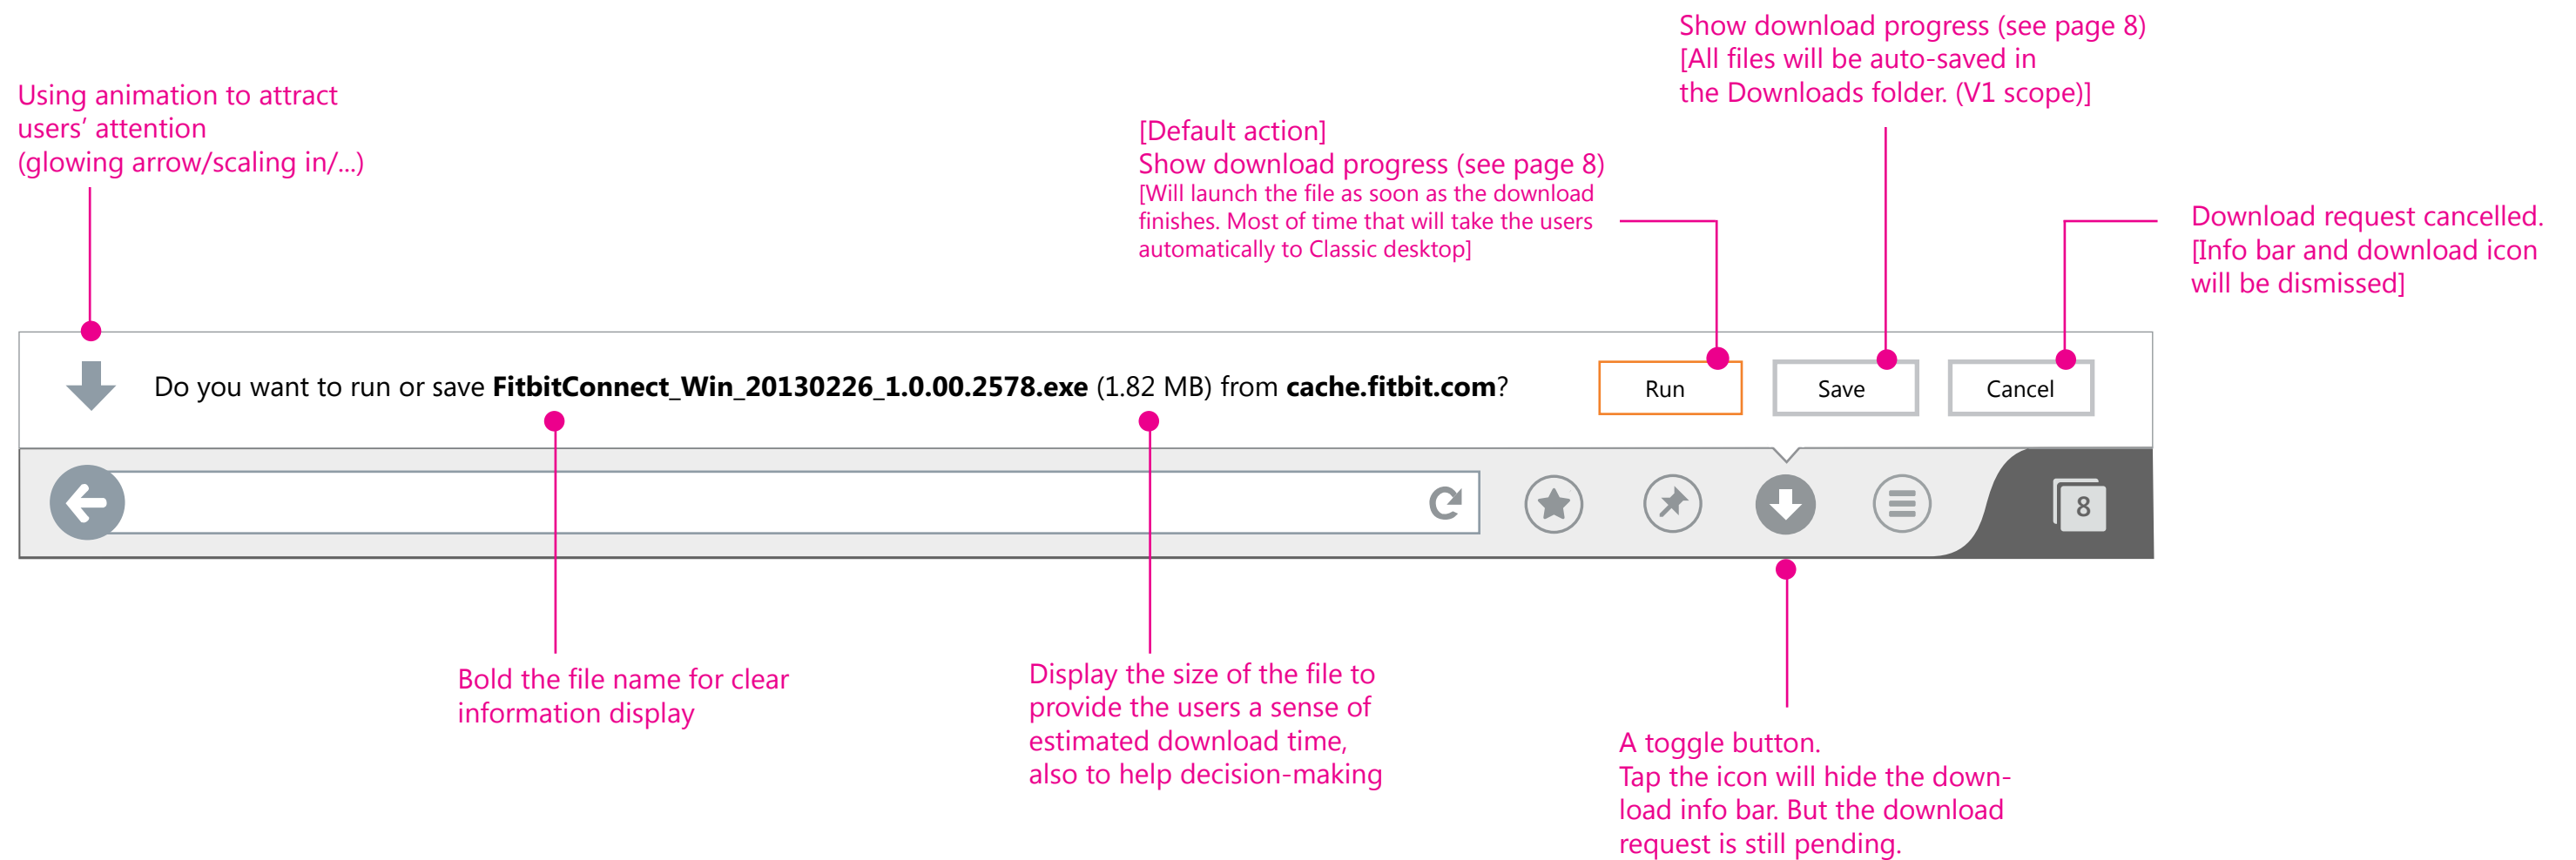 Show download progress (see page 8)
[All files will be auto-saved in
the Downloads folder. (V1 scope)]
Using animation to attract
users’ attention
(glowing arrow/scaling in/...)
[Default action]
Show download progress (see page 8)
[Will launch the file as soon as the download
finishes. Most of time that will take the users
automatically to Classic desktop]
Download request cancelled.
[Info bar and download icon
will be dismissed]
Do you want to run or save FitbitConnect_Win_20130226_1.0.00.2578.exe (1.82 MB) from cache.fitbit.com?
Run
Save
Cancel
8
Bold the file name for clear
information display
Display the size of the file to
provide the users a sense of
estimated download time,
also to help decision-making
A toggle button.
Tap the icon will hide the down-
load info bar. But the download
request is still pending.